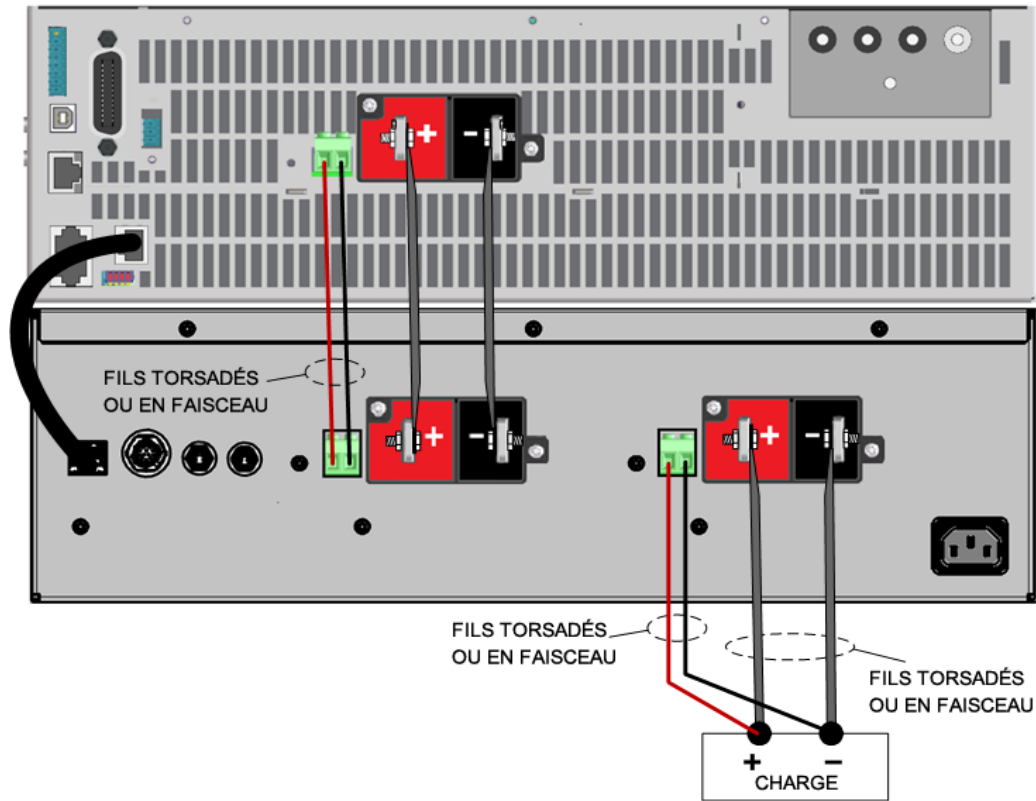 + -
FILS TORSADÉS
OU EN FAISCEAU
+ -
+ -
FILS TORSADÉS
OU EN FAISCEAU
FILS TORSADÉS
OU EN FAISCEAU
+ -
CHARGE